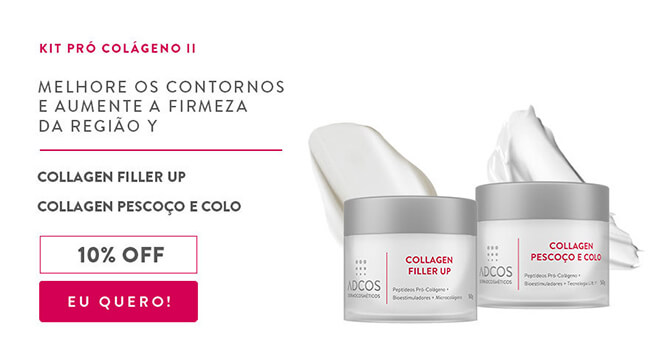 KIT PRÓ COLÁGENO II
MELHORE OS CONTORNOS
E AUMENTE A FIRMEZA
DA REGIÃO Y
COLLAGEN FILLER UP
COLLAGEN PESCOÇO E COLO
10% OFF
EU QUERO!
ADCOS
DERMOCOSMÉTICOS
COLLAGEN
FILLER UP
Peptídeos Pró-Colágeno +
Bioestimuladores + Microcolágeno
ADCOS
DERMOCOSMÉTICOS
COLLAGEN
PESCOÇO E COLO
Peptídeos Pró-Colágeno +
Bioestimuladores + Tecnologia